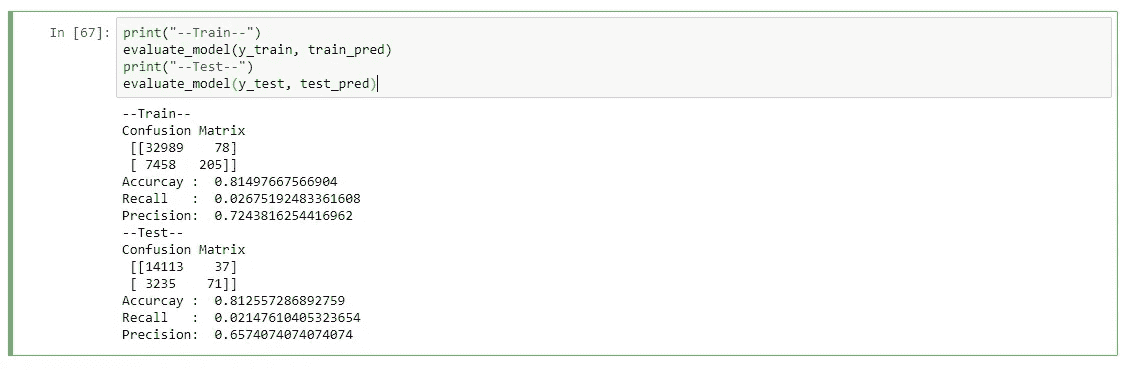 In [67]: print("--Train--")
evaluate_model(y_train, train_pred)
print("--Test--")
evaluate_model(y_test, test_pred)
--Train--
Confusion Matrix
[[32989    78]
[ 7458   205]]
Accurcay :  0.81497667566904
Recall   :  0.02675192483361608
Precision:  0.7243816254416962
--Test--
Confusion Matrix
[[14113    37]
[ 3235    71]]
Accurcay :  0.812557286892759
Recall   :  0.02147610405323654
Precision:  0.6574074074074074